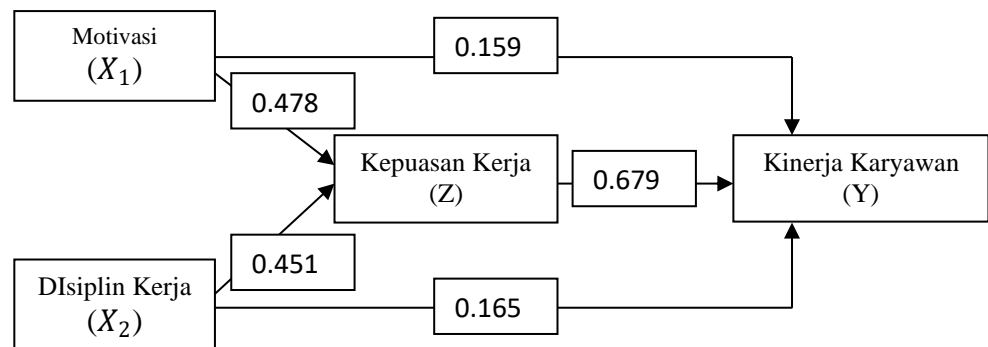 Motivasi
(𝑋₁)
0.159
0.478
Kepuasan Kerja
(Z)
0.679
Kinerja Karyawan
(Y)
0.451
DIsiplin Kerja
(𝑋₂)
0.165